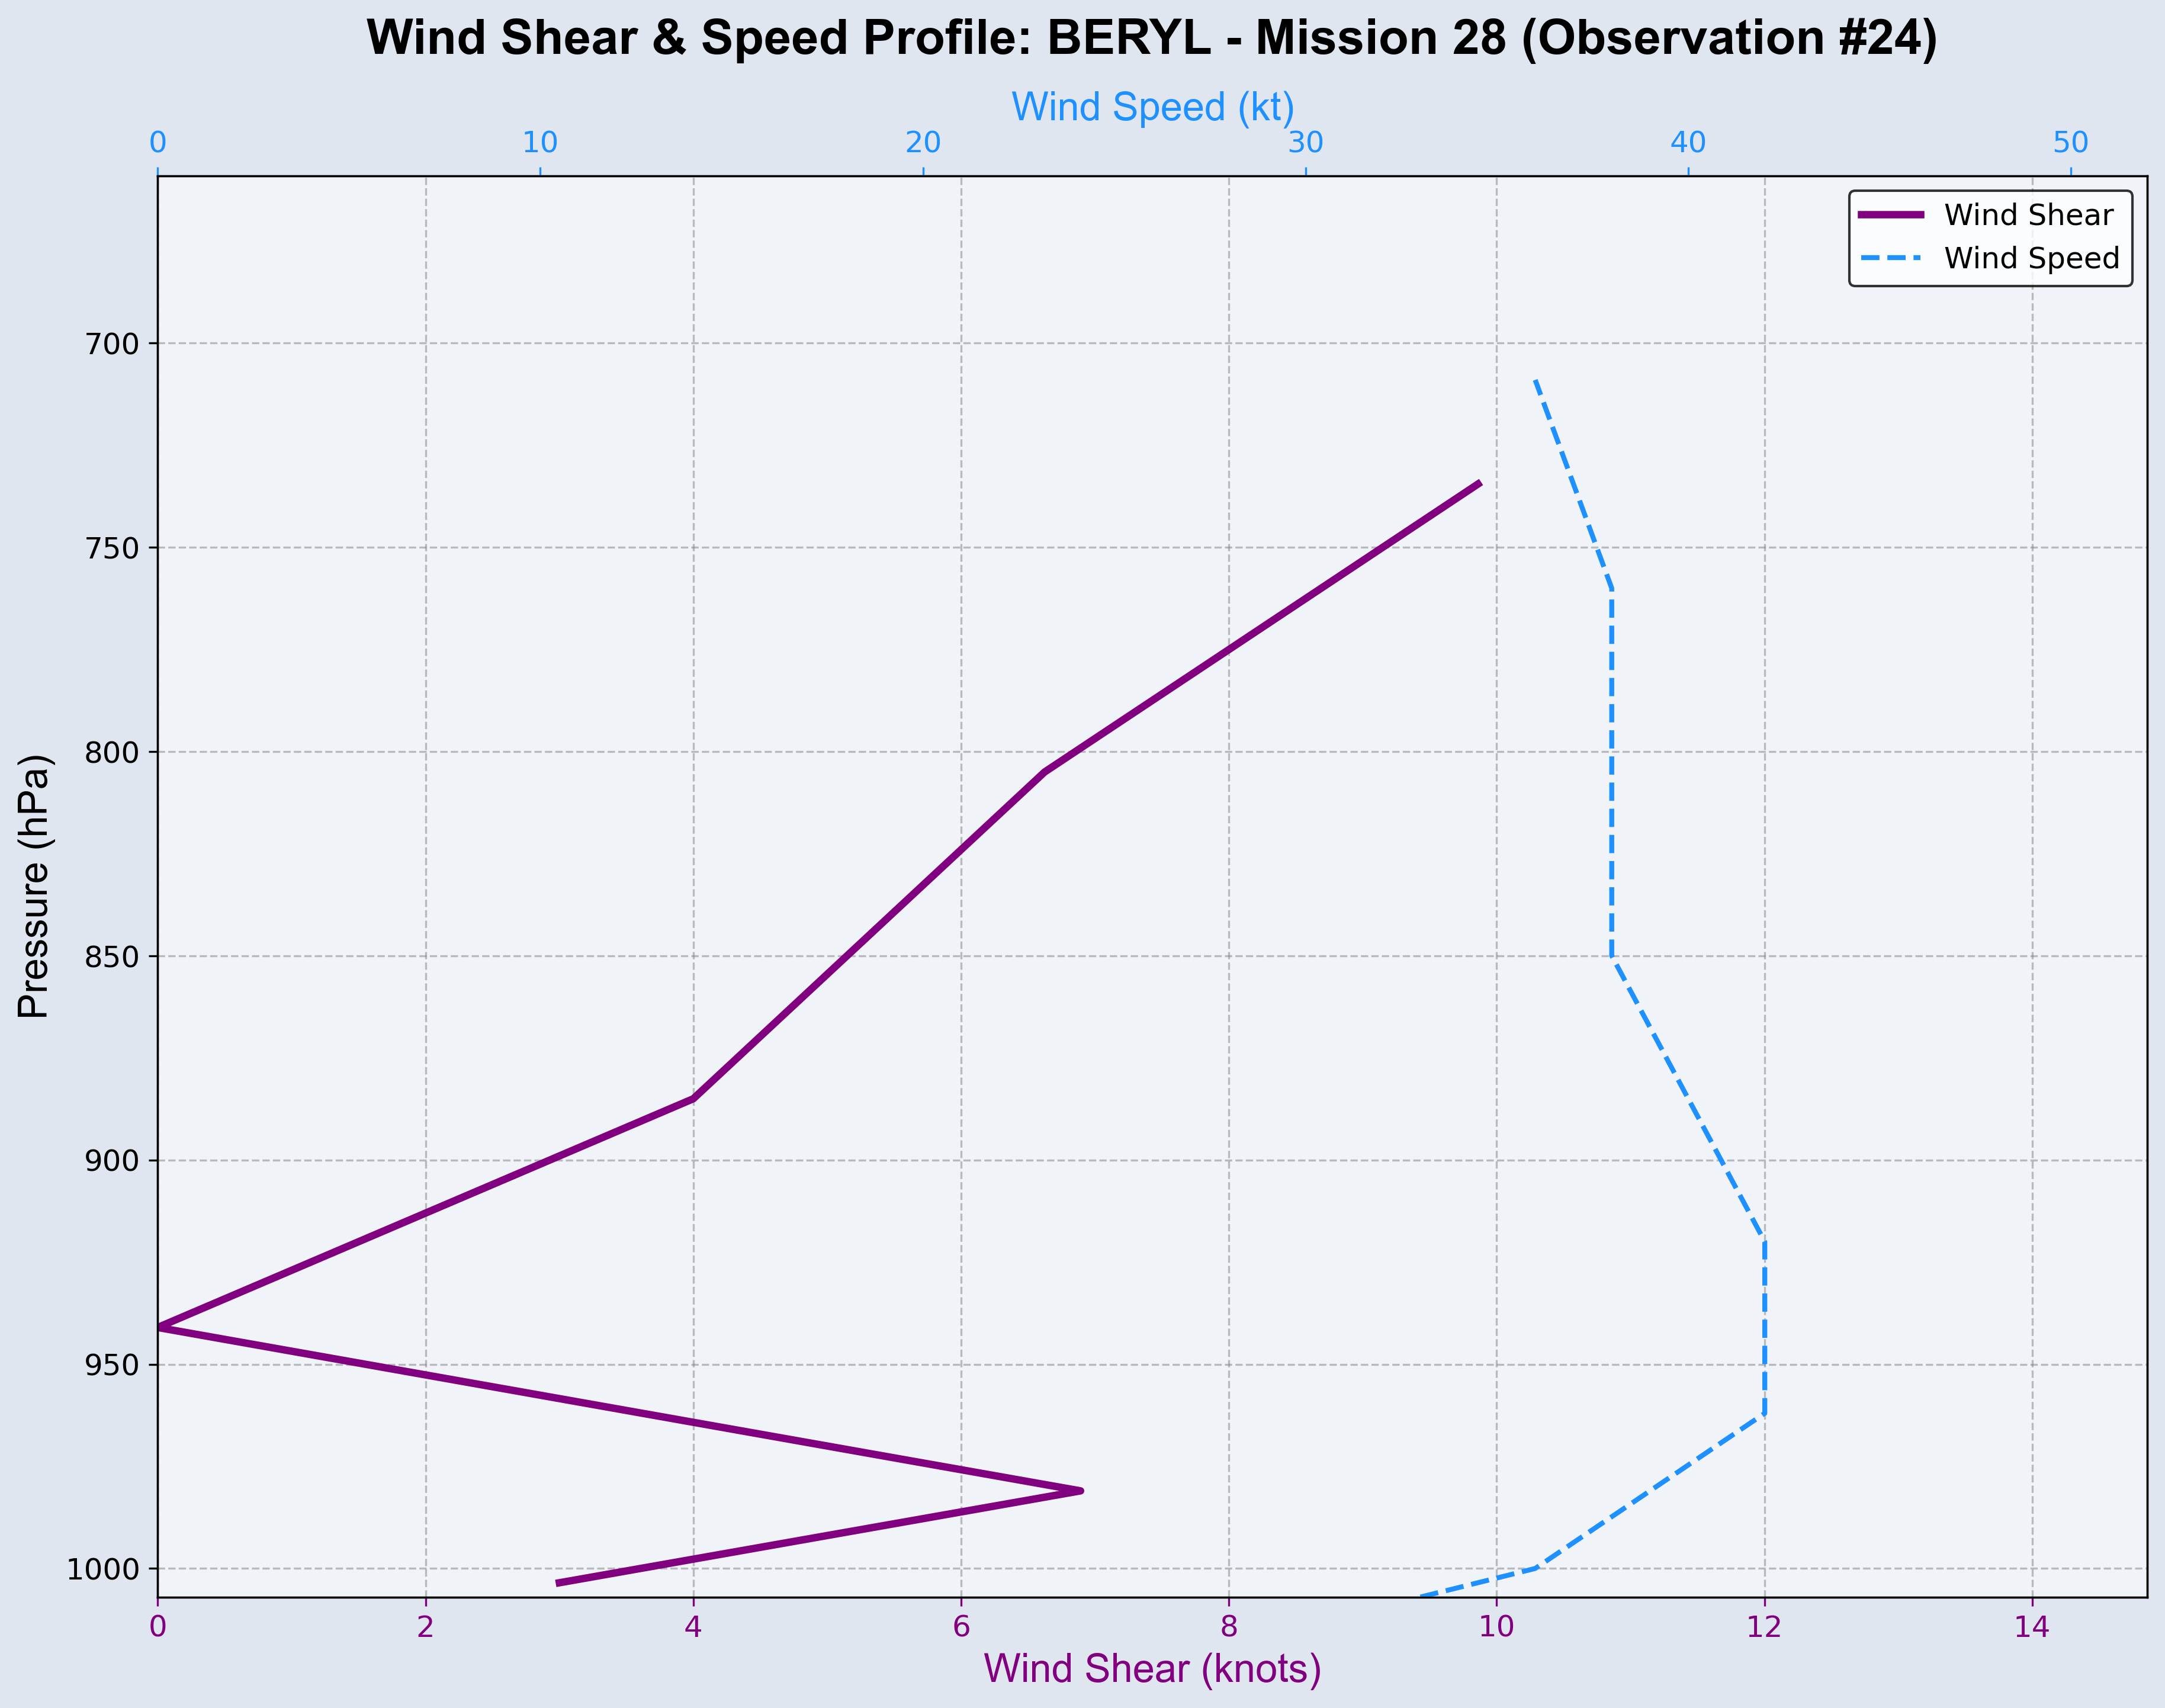 Wind Shear & Speed Profile: BERYL - Mission 28 (Observation #24)
Wind Speed (kt)
0 10 20 30 40 50
Wind Shear
Wind Speed
700
750
800
850
900
950
1000
Pressure (hPa)
0 2 4 6 8 10 12 14
Wind Shear (knots)